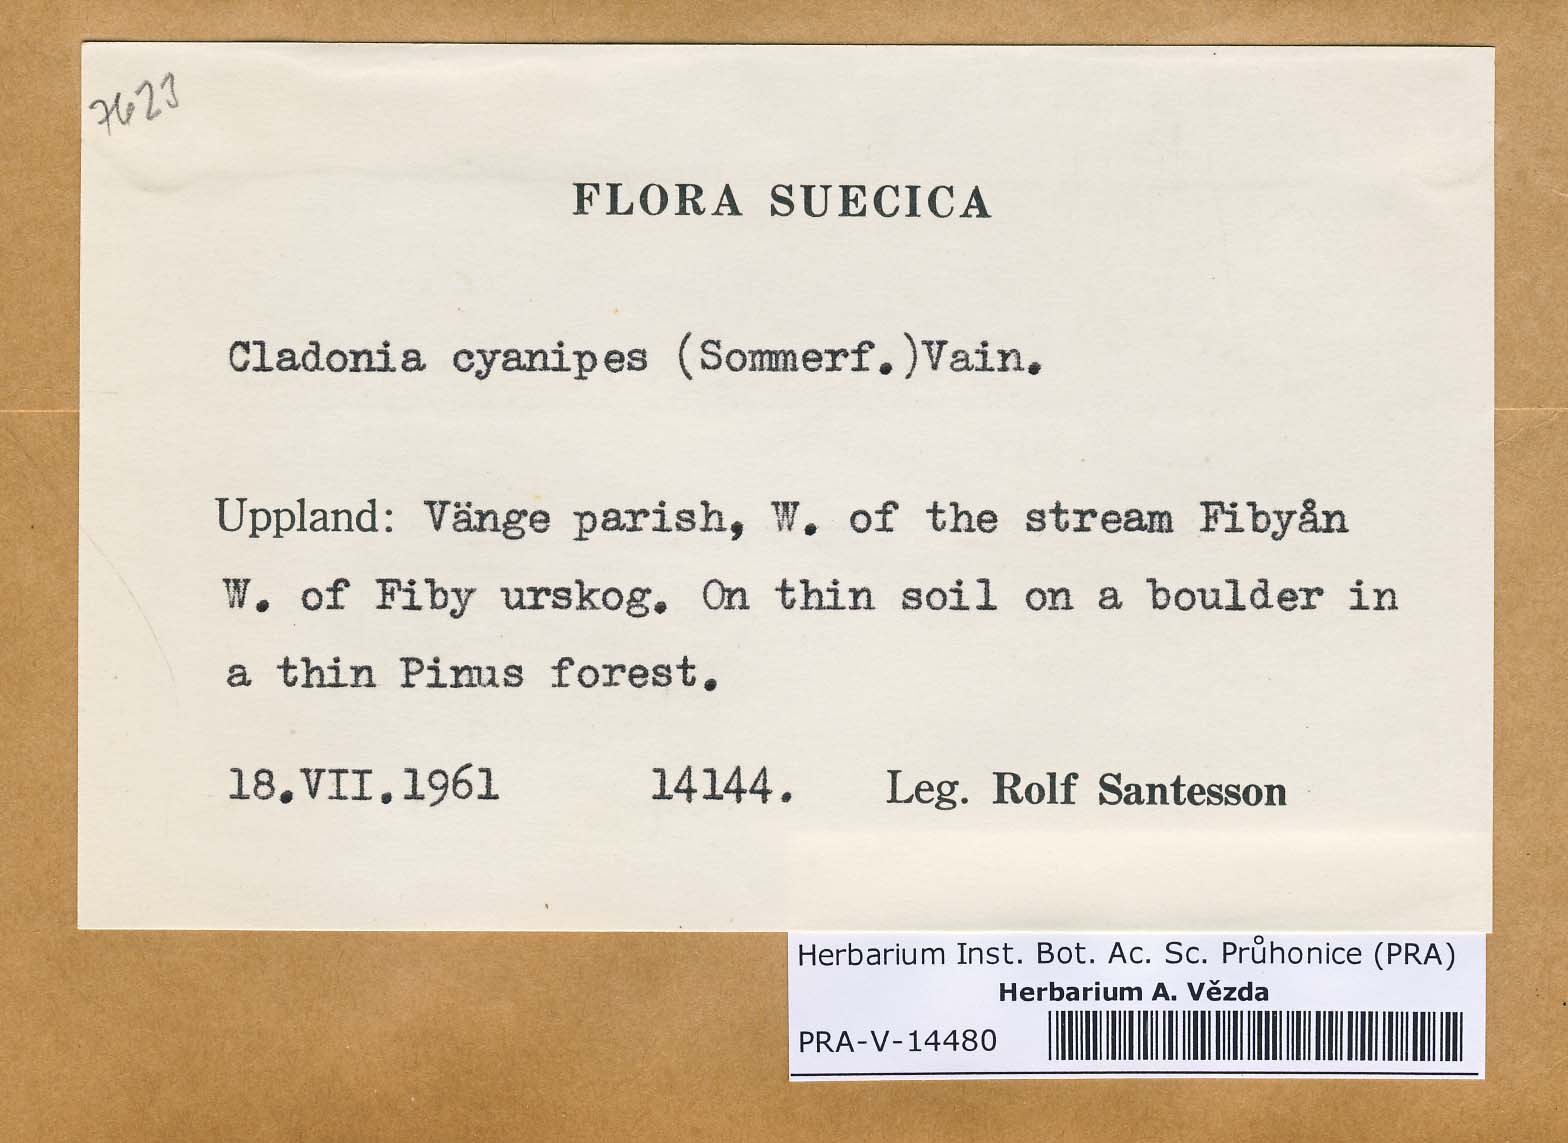 7623
FLORA SUECICA
Cladonia cyanipes (Sommerf.)Vain.
Uppland: Vänge parish, W. of the stream Fibyån
W. of Fiby urskog. On thin soil on a boulder in
a thin Pinus forest.
18.VII.1961 14144. Leg. Rolf Santesson
Herbarium Inst. Bot. Ac. Sc. Průhonice (PRA)
Herbarium A. Vězda
PRA-V-14480